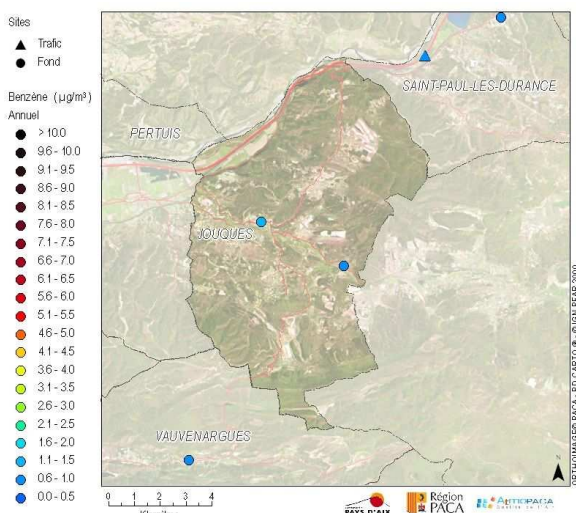 Sites
Trafic
Fond
Benzène (µg/m³)
Annuel
> 10.0
9.6 - 10.0
9.1 - 9.5
8.6 - 9.0
8.1 - 8.5
7.6 - 8.0
7.1 - 7.5
6.6 - 7.0
6.1 - 6.5
5.6 - 6.0
5.1 - 5.5
4.6 - 5.0
4.1 - 4.5
3.6 - 4.0
3.1 - 3.5
2.6 - 3.0
2.1 - 2.5
1.6 - 2.0
1.1 - 1.5
0.6 - 1.0
0.0 - 0.5
SAINT-PAUL-LES-DURANCE
PERTUIS
JOUQUES
VAUVENARGUES
N
0 1 2 3 4
PAYS D'AIX
Région
PACA
AtmoPACA